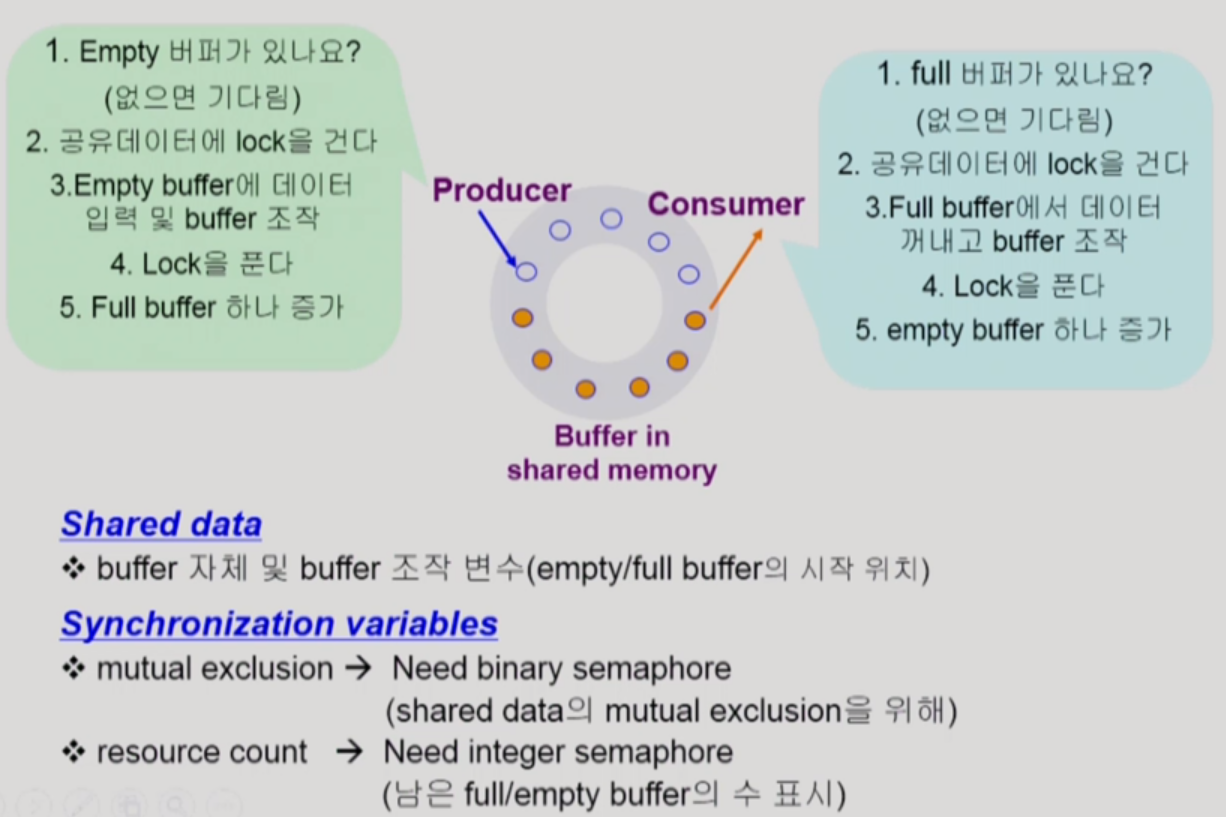 1. Empty 버퍼가 있나요?
(없으면 기다림)
2. 공유데이터에 lock을 건다
3.Empty buffer에 데이터
입력 및 buffer 조작
4. Lock을 푼다
5. Full buffer 하나 증가
1. full 버퍼가 있나요?
(없으면 기다림)
2. 공유데이터에 lock을 건다
3.Full buffer에서 데이터
꺼내고 buffer 조작
4. Lock을 푼다
5. empty buffer 하나 증가
Producer
Consumer
Buffer in
shared memory
Shared data
❖ buffer 자체 및 buffer 조작 변수(empty/full buffer의 시작 위치)
Synchronization variables
❖ mutual exclusion → Need binary semaphore
(shared data의 mutual exclusion을 위해)
❖ resource count → Need integer semaphore
(남은 full/empty buffer의 수 표시)